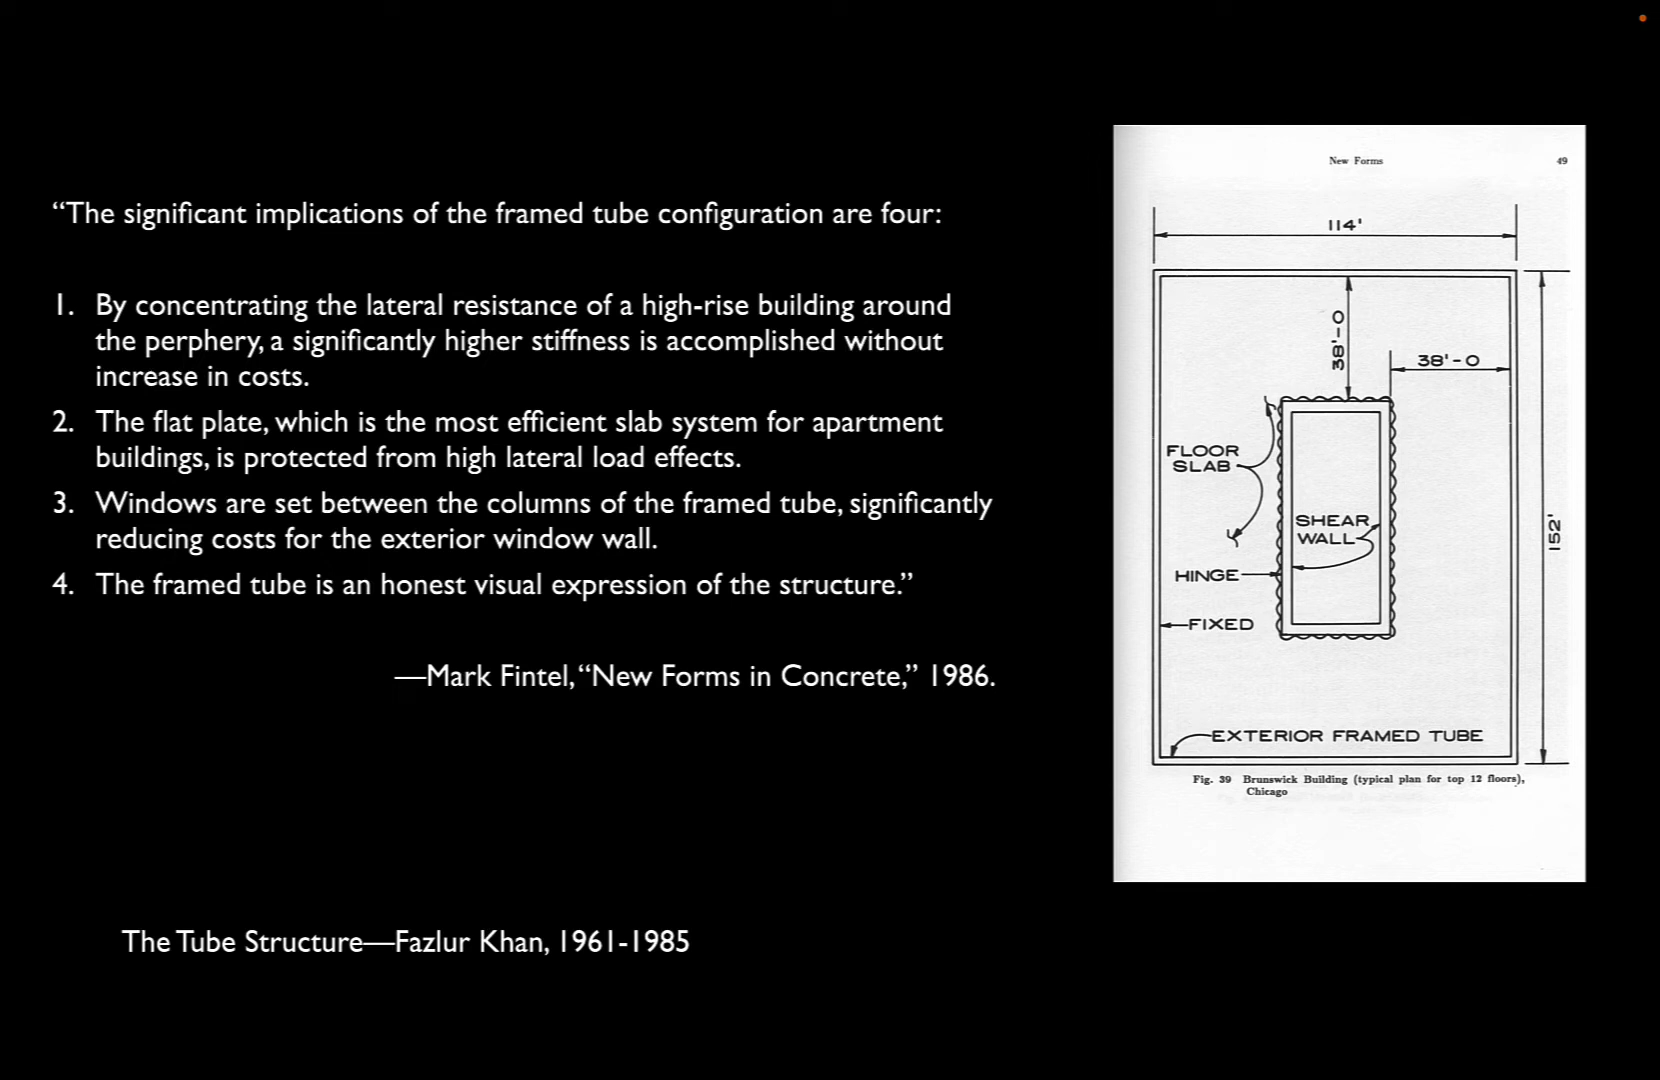 “The significant implications of the framed tube configuration are four:
1. By concentrating the lateral resistance of a high-rise building around
the perphery, a significantly higher stiffness is accomplished without
increase in costs.
2. The flat plate, which is the most efficient slab system for apartment
buildings, is protected from high lateral load effects.
3. Windows are set between the columns of the framed tube, significantly
reducing costs for the exterior window wall.
4. The framed tube is an honest visual expression of the structure.”
—Mark Fintel, “New Forms in Concrete,” 1986.
The Tube Structure—Fazlur Khan, 1961-1985
New Forms 49
114'
38'-0
38'-0
FLOOR
SLAB
SHEAR
WALL
152'
HINGE
FIXED
EXTERIOR FRAMED TUBE
Fig. 39 Brunswick Building (typical plan for top 12 floors),
Chicago